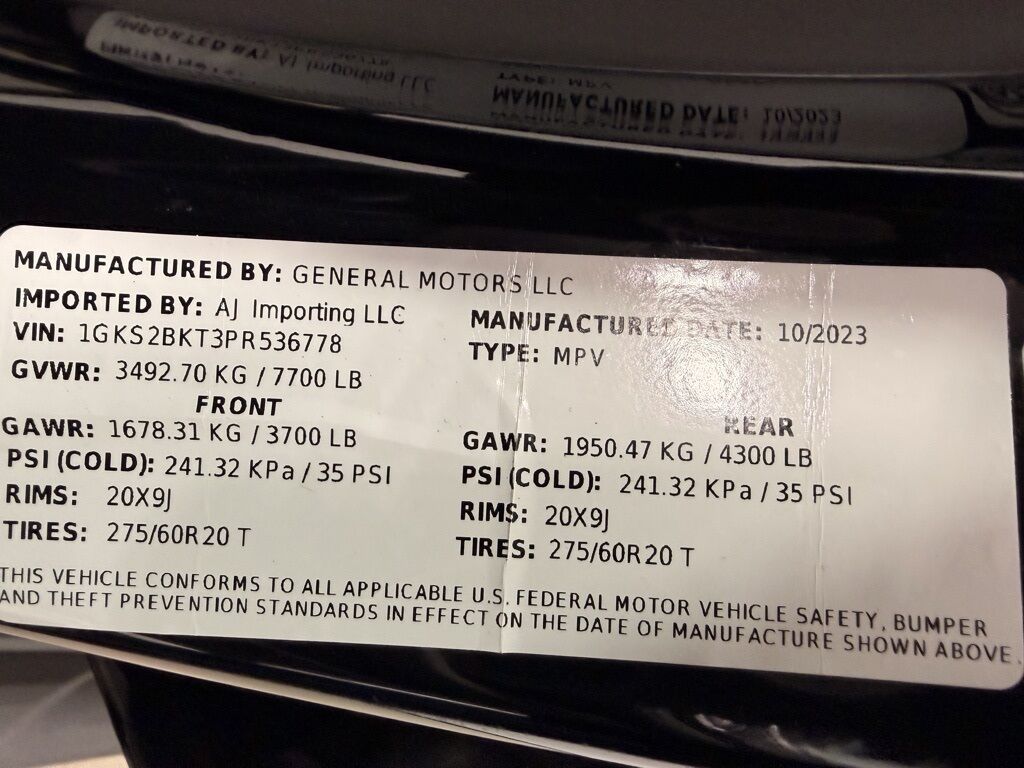 MANUFACTURED BY: GENERAL MOTORS LLC
IMPORTED BY: AJ Importing LLC
MANUFACTURED DATE: 10/2023
VIN: 1GKS2BKT3PR536778
TYPE: MPV
GVWR: 3492.70 KG / 7700 LB
FRONT
REAR
GAWR: 1678.31 KG / 3700 LB
GAWR: 1950.47 KG / 4300 LB
PSI (COLD): 241.32 KPa / 35 PSI
PSI (COLD): 241.32 KPa / 35 PSI
RIMS: 20X9J
RIMS: 20X9J
TIRES: 275/60R20 T
TIRES: 275/60R20 T
THIS VEHICLE CONFORMS TO ALL APPLICABLE U.S. FEDERAL MOTOR VEHICLE SAFETY, BUMPER
AND THEFT PREVENTION STANDARDS IN EFFECT ON THE DATE OF MANUFACTURE SHOWN ABOVE.